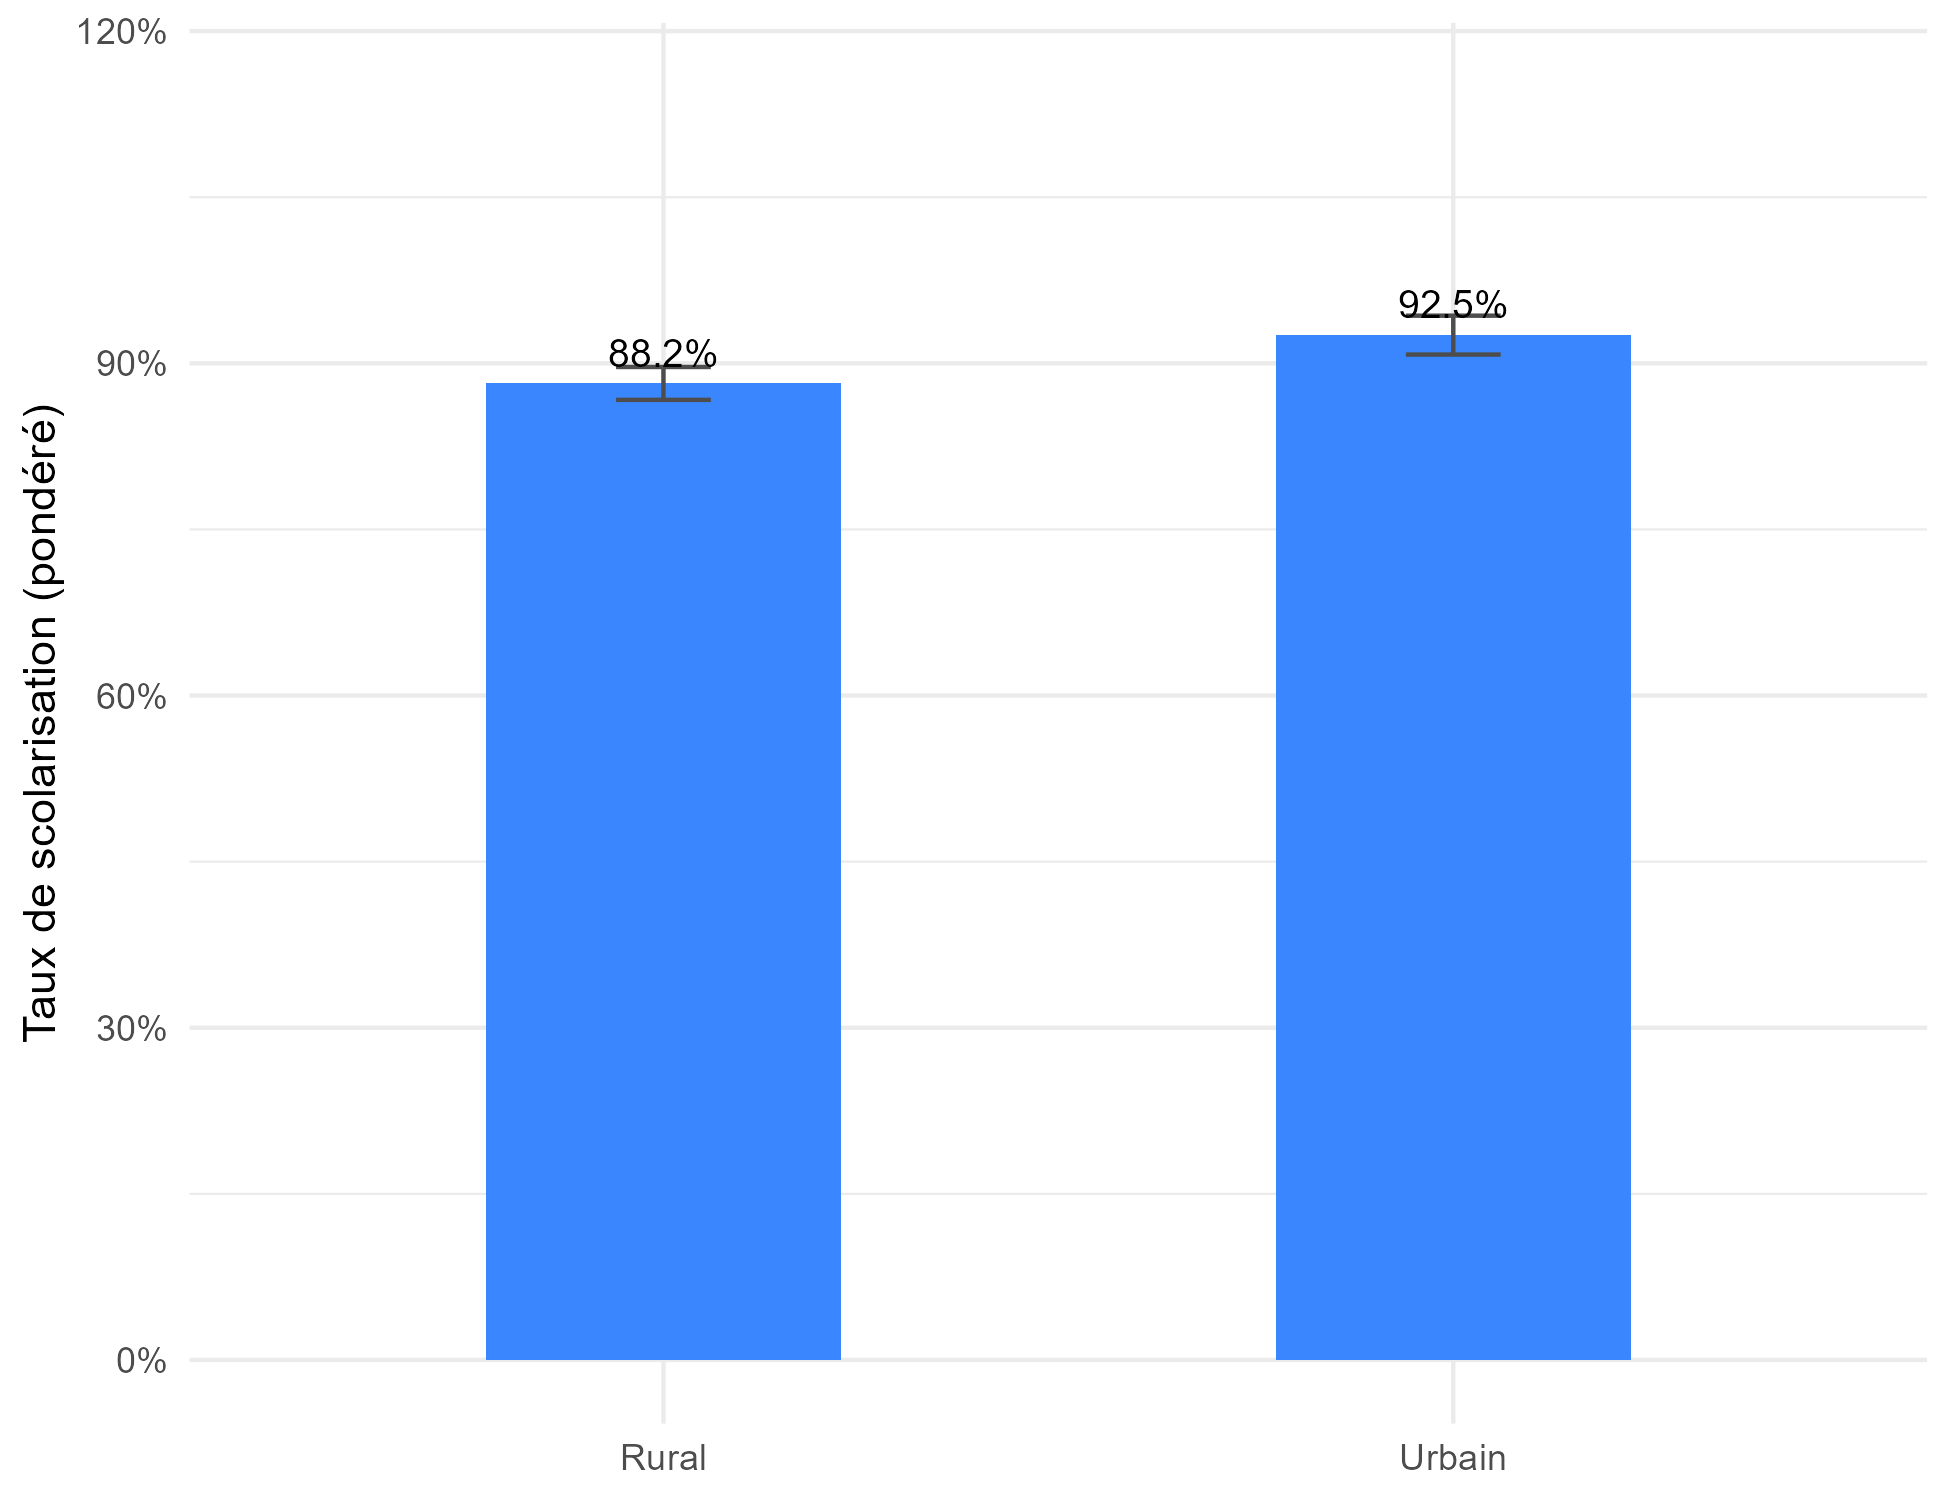 120%
90%
60%
30%
0%
Taux de scolarisation (pondéré)
88.2%
92.5%
Rural
Urbain